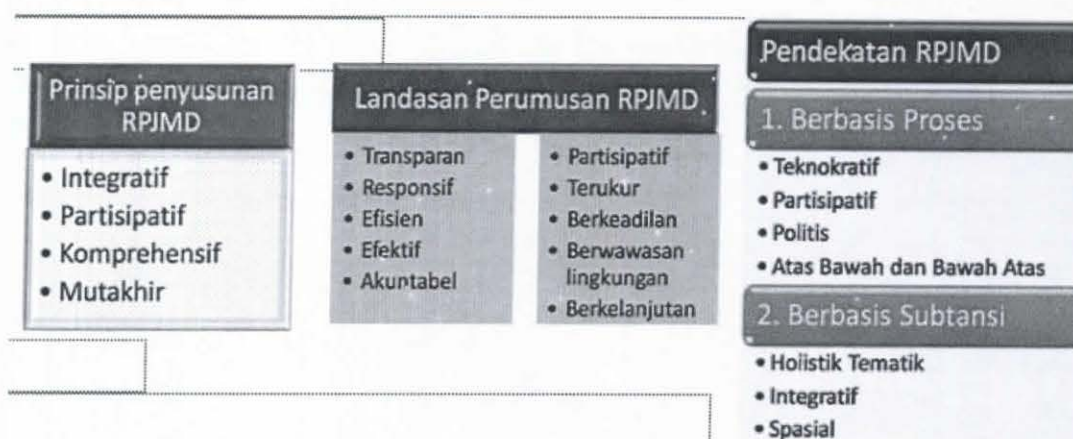 Prinsip penyusunan
RPJMD
• Integratif
• Partisipatif
• Komprehensif
• Mutakhir
Landasan Perumusan RPJMD
• Transparan
• Responsif
• Efisien
• Efektif
• Akuntabel
• Partisipatif
• Terukur
• Berkeadilan
• Berwawasan
lingkungan
• Berkelanjutan
Pendekatan RPJMD
1. Berbasis Proses
• Teknokratif
• Partisipatif
• Politis
• Atas Bawah dan Bawah Atas
2. Berbasis Subtansi
• Holistik Tematik
• Integratif
• Spasial